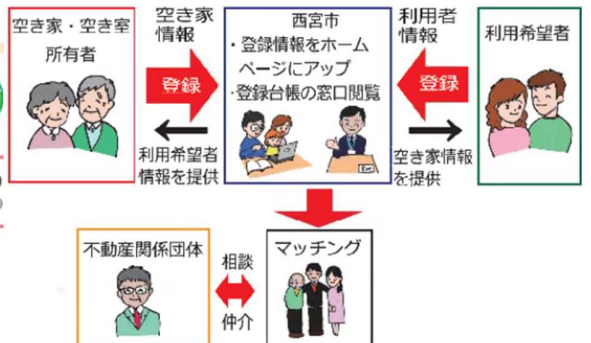 空き家・空き室
所有者
空き家
情報
登録
利用希望者
情報を提供
西宮市
・登録情報をホーム
ページにアップ
・登録台帳の窓口閲覧
利用者
情報
登録
空き家情報
を提供
利用希望者
不動産関係団体
相談
仲介
マッチング